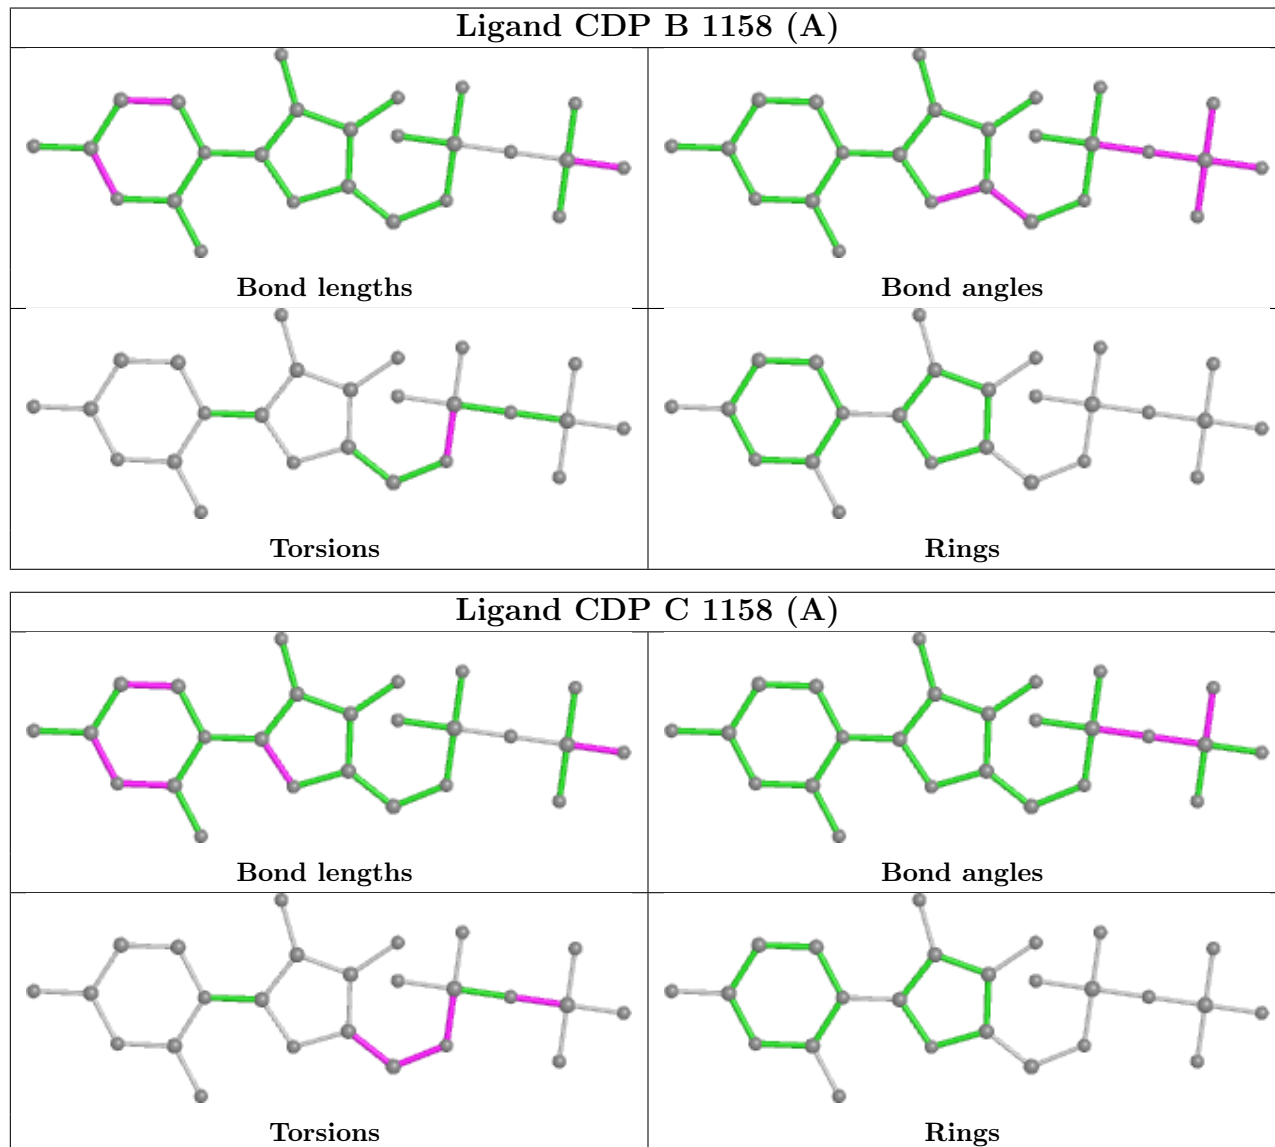 Ligand CDP B 1158 (A)
Bond lengths
Bond angles
Torsions
Rings
Ligand CDP C 1158 (A)
Bond lengths
Bond angles
Torsions
Rings